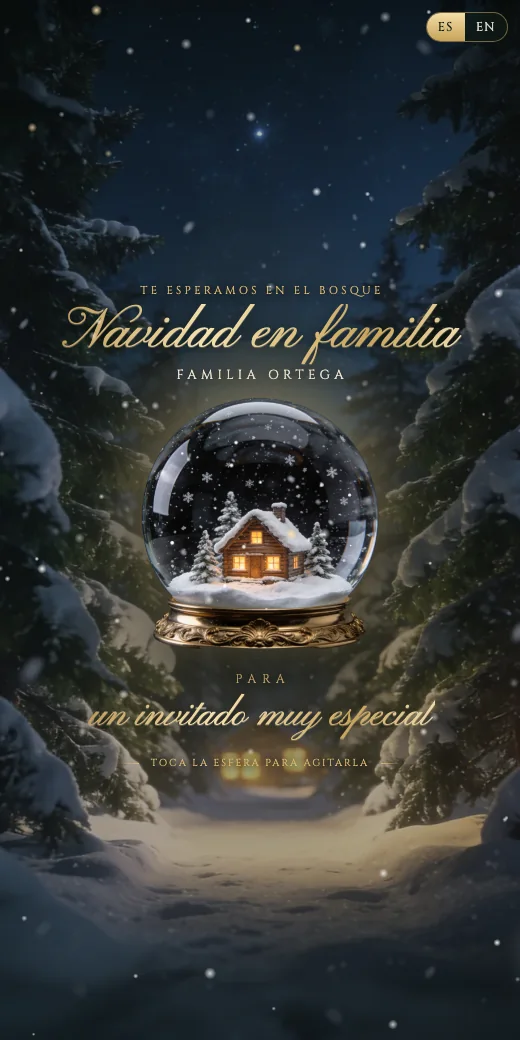 ES EN
TE ESPERAMOS EN EL BOSQUE
Navidad en familia
FAMILIA ORTEGA
PARA
un invitado muy especial
TOCA LA ESFERA PARA AGITARLA